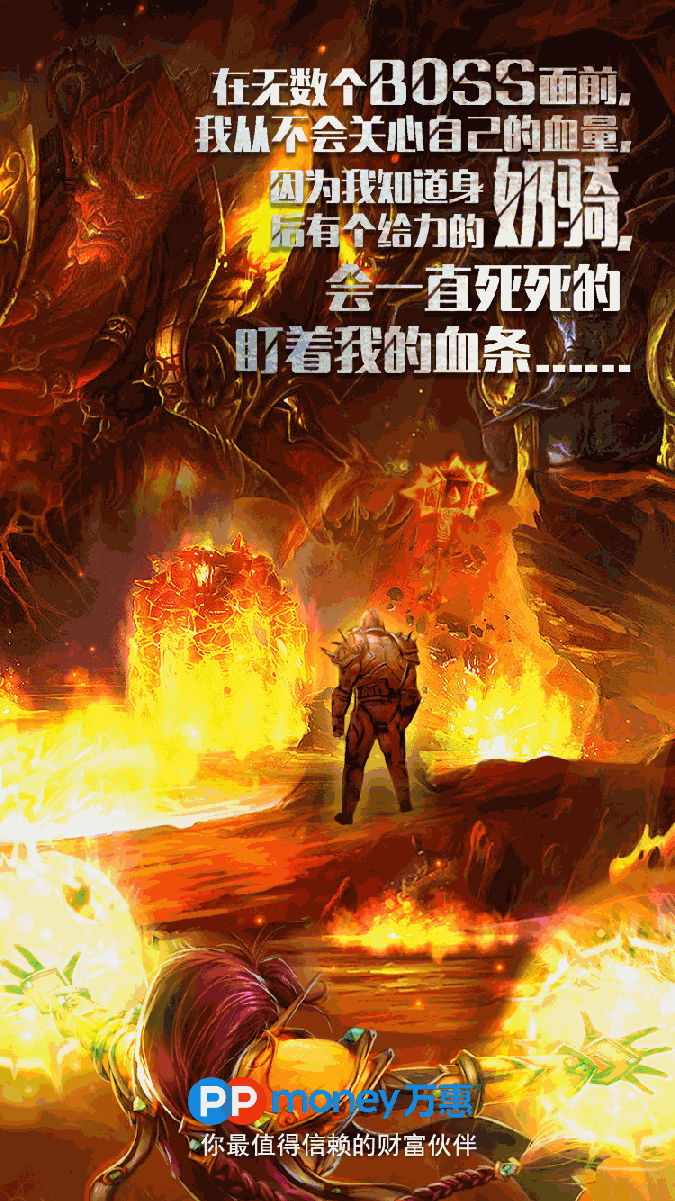 在无数个BOSS面前,
我从不会关心自己的血量,
因为我知道身
后有个给力的奶骑,
会一直死死的
盯着我的血条......
PPmoney万惠
你最值得信赖的财富伙伴